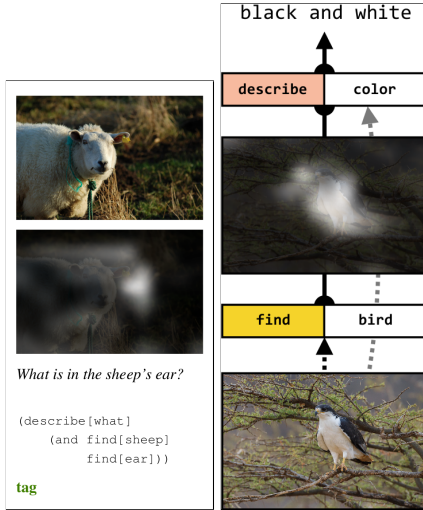 What is in the sheep's ear?
(describe[what]
(and find[sheep]
find[ear]))
tag
black and white
describe color
find bird